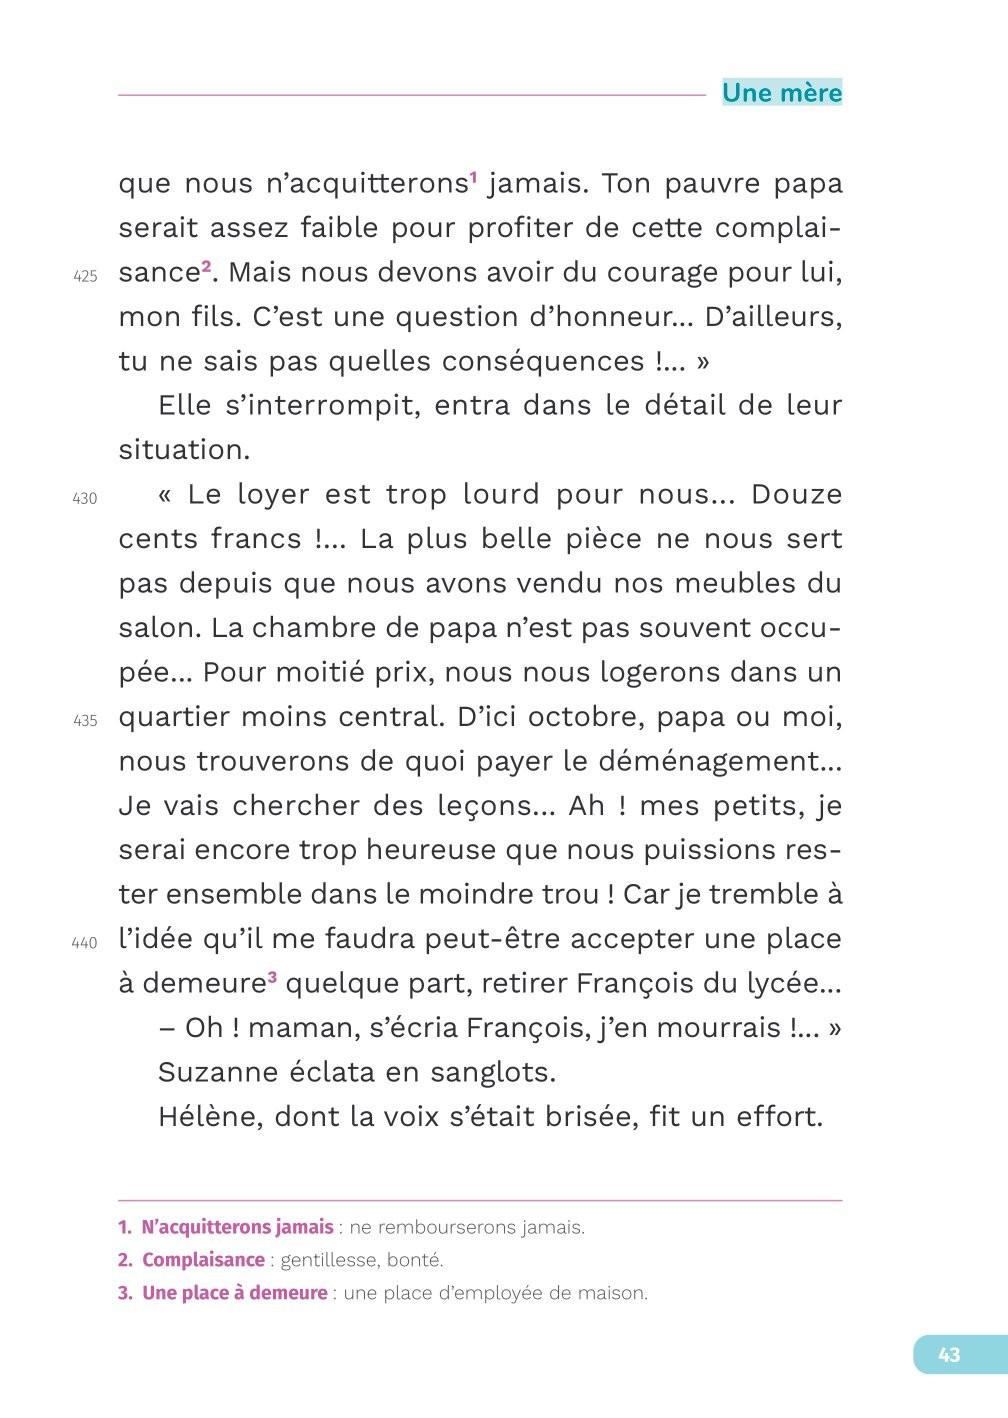 Une mère
que nous n’acquitterons¹ jamais. Ton pauvre papa
serait assez faible pour profiter de cette complai-
425 sance². Mais nous devons avoir du courage pour lui,
mon fils. C’est une question d’honneur... D’ailleurs,
tu ne sais pas quelles conséquences !... »
Elle s’interrompit, entra dans le détail de leur
situation.
430 « Le loyer est trop lourd pour nous... Douze
cents francs !... La plus belle pièce ne nous sert
pas depuis que nous avons vendu nos meubles du
salon. La chambre de papa n’est pas souvent occu-
pée... Pour moitié prix, nous nous logerons dans un
435 quartier moins central. D’ici octobre, papa ou moi,
nous trouverons de quoi payer le déménagement...
Je vais chercher des leçons... Ah ! mes petits, je
serai encore trop heureuse que nous puissions res-
ter ensemble dans le moindre trou ! Car je tremble à
440 l’idée qu’il me faudra peut-être accepter une place
à demeure³ quelque part, retirer François du lycée...
– Oh ! maman, s’écria François, j’en mourrais !... »
Suzanne éclata en sanglots.
Hélène, dont la voix s’était brisée, fit un effort.
1. N’acquitterons jamais : ne rembourserons jamais.
2. Complaisance : gentillesse, bonté.
3. Une place à demeure : une place d’employée de maison.
43